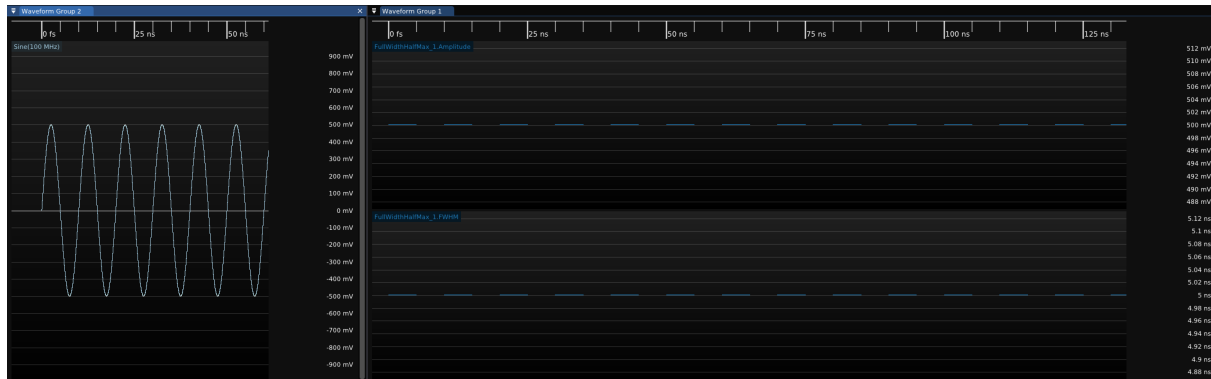 Waveform Group 2
0 fs 25 ns 50 ns
Sine(100 MHz)
900 mV
800 mV
700 mV
600 mV
500 mV
400 mV
300 mV
200 mV
100 mV
0 mV
-100 mV
-200 mV
-300 mV
-400 mV
-500 mV
-600 mV
-700 mV
-800 mV
-900 mV
Waveform Group 1
0 fs 25 ns 50 ns 75 ns 100 ns 125 ns
FullWidthHalfMax_1.Amplitude
512 mV
510 mV
508 mV
506 mV
504 mV
502 mV
500 mV
498 mV
496 mV
494 mV
492 mV
490 mV
488 mV
FullWidthHalfMax_1.FWHM
5.12 ns
5.1 ns
5.08 ns
5.06 ns
5.04 ns
5.02 ns
5 ns
4.98 ns
4.96 ns
4.94 ns
4.92 ns
4.9 ns
4.88 ns